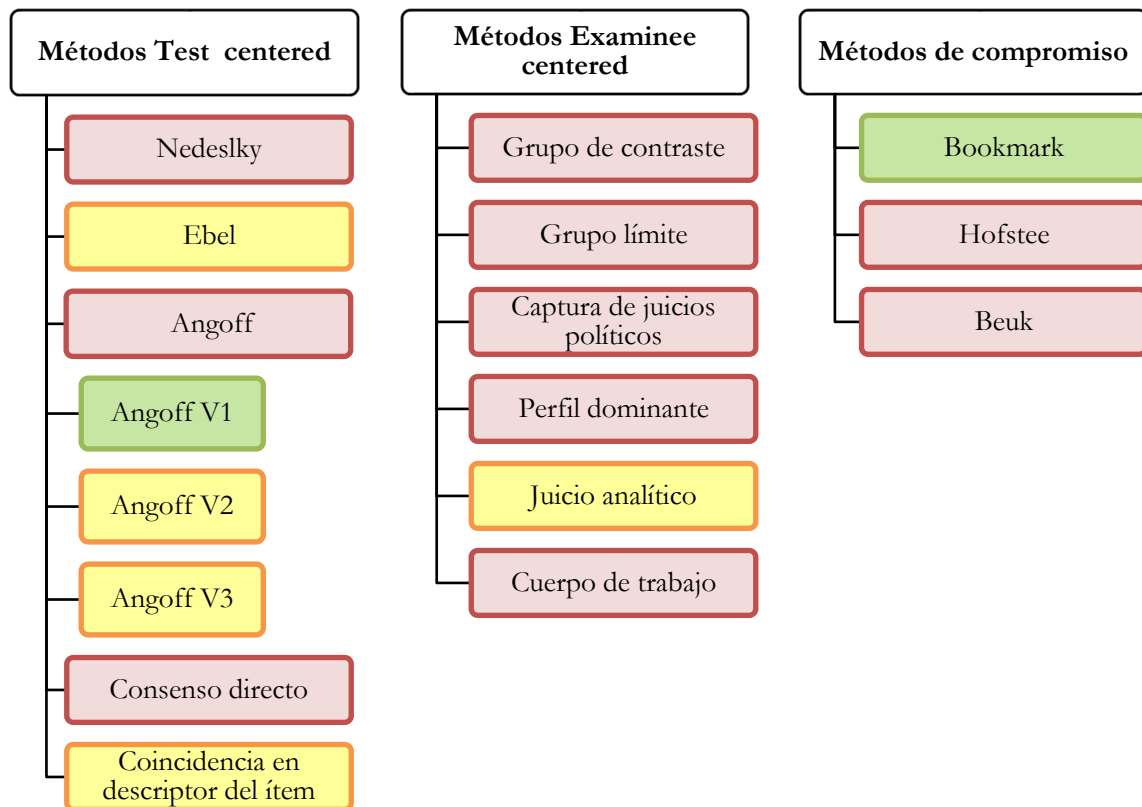 Métodos Test centered
Nedeslky
Ebel
Angoff
Angoff V1
Angoff V2
Angoff V3
Consenso directo
Coincidencia en
descriptor del ítem
Métodos Examinee
centered
Grupo de contraste
Grupo límite
Captura de juicios
políticos
Perfil dominante
Juicio analítico
Cuerpo de trabajo
Métodos de compromiso
Bookmark
Hofstee
Beuk